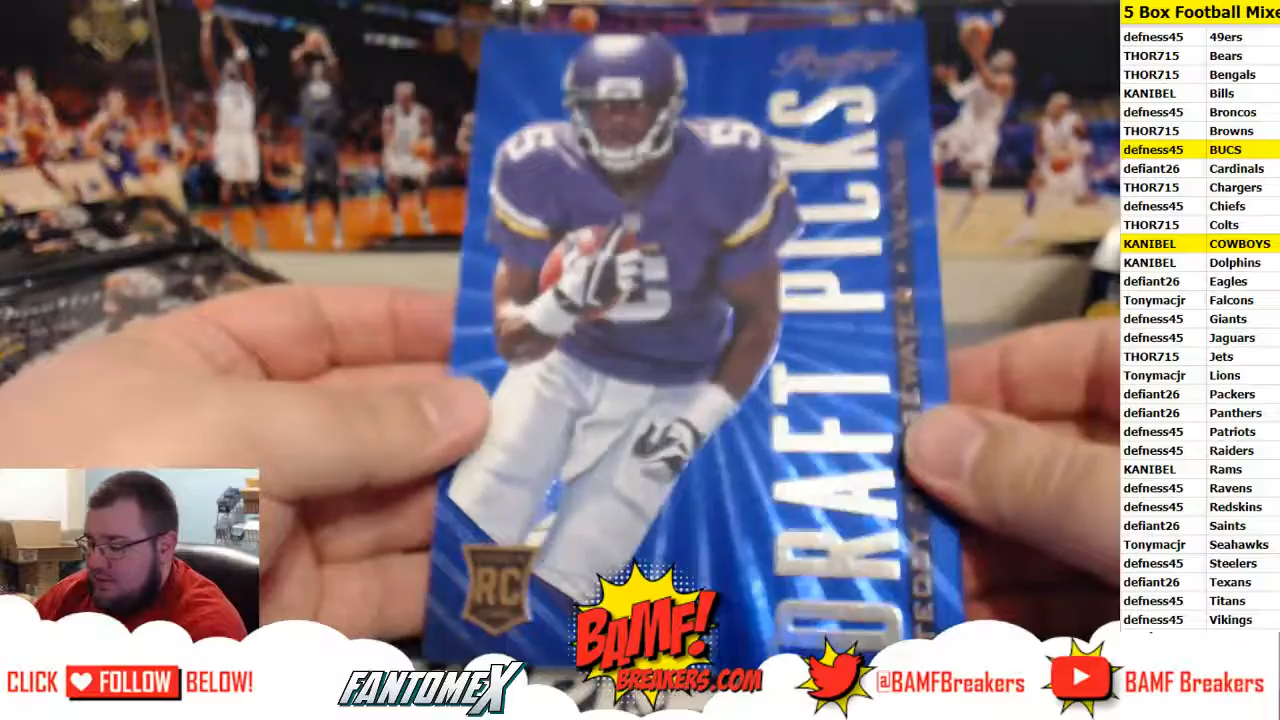 5 Box Football Mixe
defness45 49ers
THOR715 Bears
THOR715 Bengals
KANIBEL Bills
defness45 Broncos
THOR715 Browns
defness45 BUCS
defiant26 Cardinals
THOR715 Chargers
defness45 Chiefs
THOR715 Colts
KANIBEL COWBOYS
KANIBEL Dolphins
defiant26 Eagles
Tonymacjr Falcons
defness45 Giants
defness45 Jaguars
THOR715 Jets
Tonymacjr Lions
defiant26 Packers
defiant26 Panthers
defness45 Patriots
defness45 Raiders
KANIBEL Rams
defness45 Ravens
defness45 Redskins
defiant26 Saints
Tonymacjr Seahawks
defness45 Steelers
defiant26 Texans
defness45 Titans
defness45 Vikings
Prestige
DRAFT PICKS
5
5
RC
BAMF!
BREAKERS.COM
CLICK FOLLOW BELOW!
FANTOMEX
@BAMFBreakers
BAMF Breakers